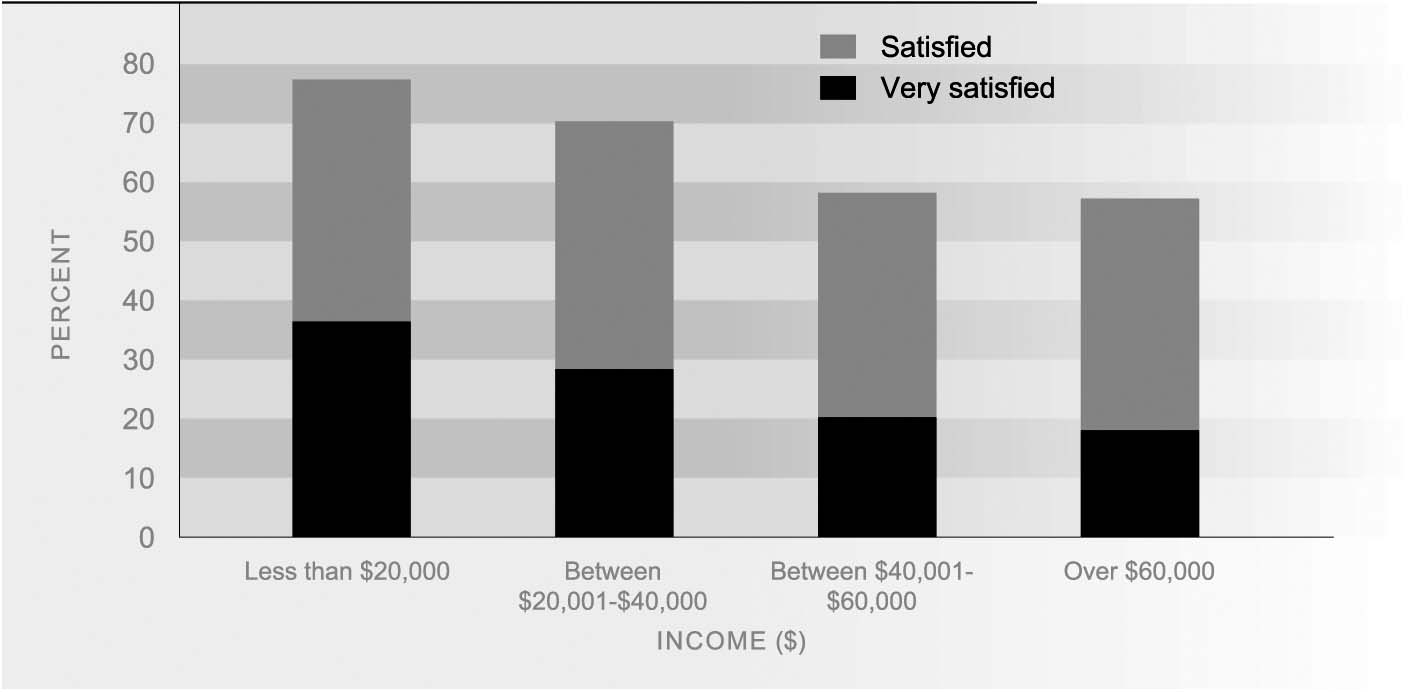 Satisfied
Very satisfied
80
70
60
50
40
30
20
10
0
PERCENT
Less than $20,000
Between
$20,001-$40,000
Between $40,001-
$60,000
Over $60,000
INCOME ($)